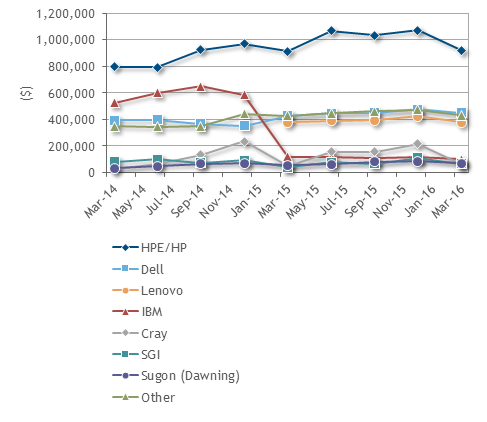 1,200,000
1,000,000
800,000
600,000
400,000
200,000
0
($)
Mar-14
May-14
Jul-14
Sep-14
Nov-14
Jan-15
Mar-15
May-15
Jul-15
Sep-15
Nov-15
Jan-16
Mar-16
HPE/HP
Dell
Lenovo
IBM
Cray
SGI
Sugon (Dawning)
Other